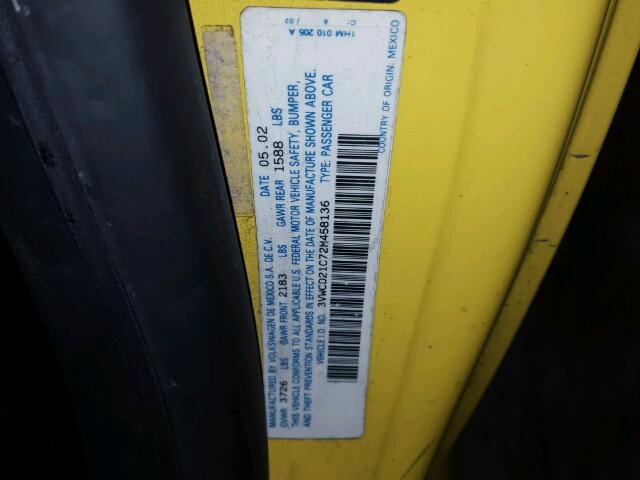 MANUFACTURED BY VOLKSWAGEN DE MEXICO S.A. DE C.V. DATE 05.02
GVWR 3726 LBS GAWR FRONT 2183 LBS GAWR REAR 1588 LBS
THIS VEHICLE CONFORMS TO ALL APPLICABLE U.S. FEDERAL MOTOR VEHICLE SAFETY, BUMPER,
AND THEFT PREVENTION STANDARDS IN EFFECT ON THE DATE OF MANUFACTURE SHOWN ABOVE.
VEHICLE I.D. NO. 3VWCD21C72M458136 TYPE: PASSENGER CAR
COUNTRY OF ORIGIN: MEXICO
1HM 010 205 A